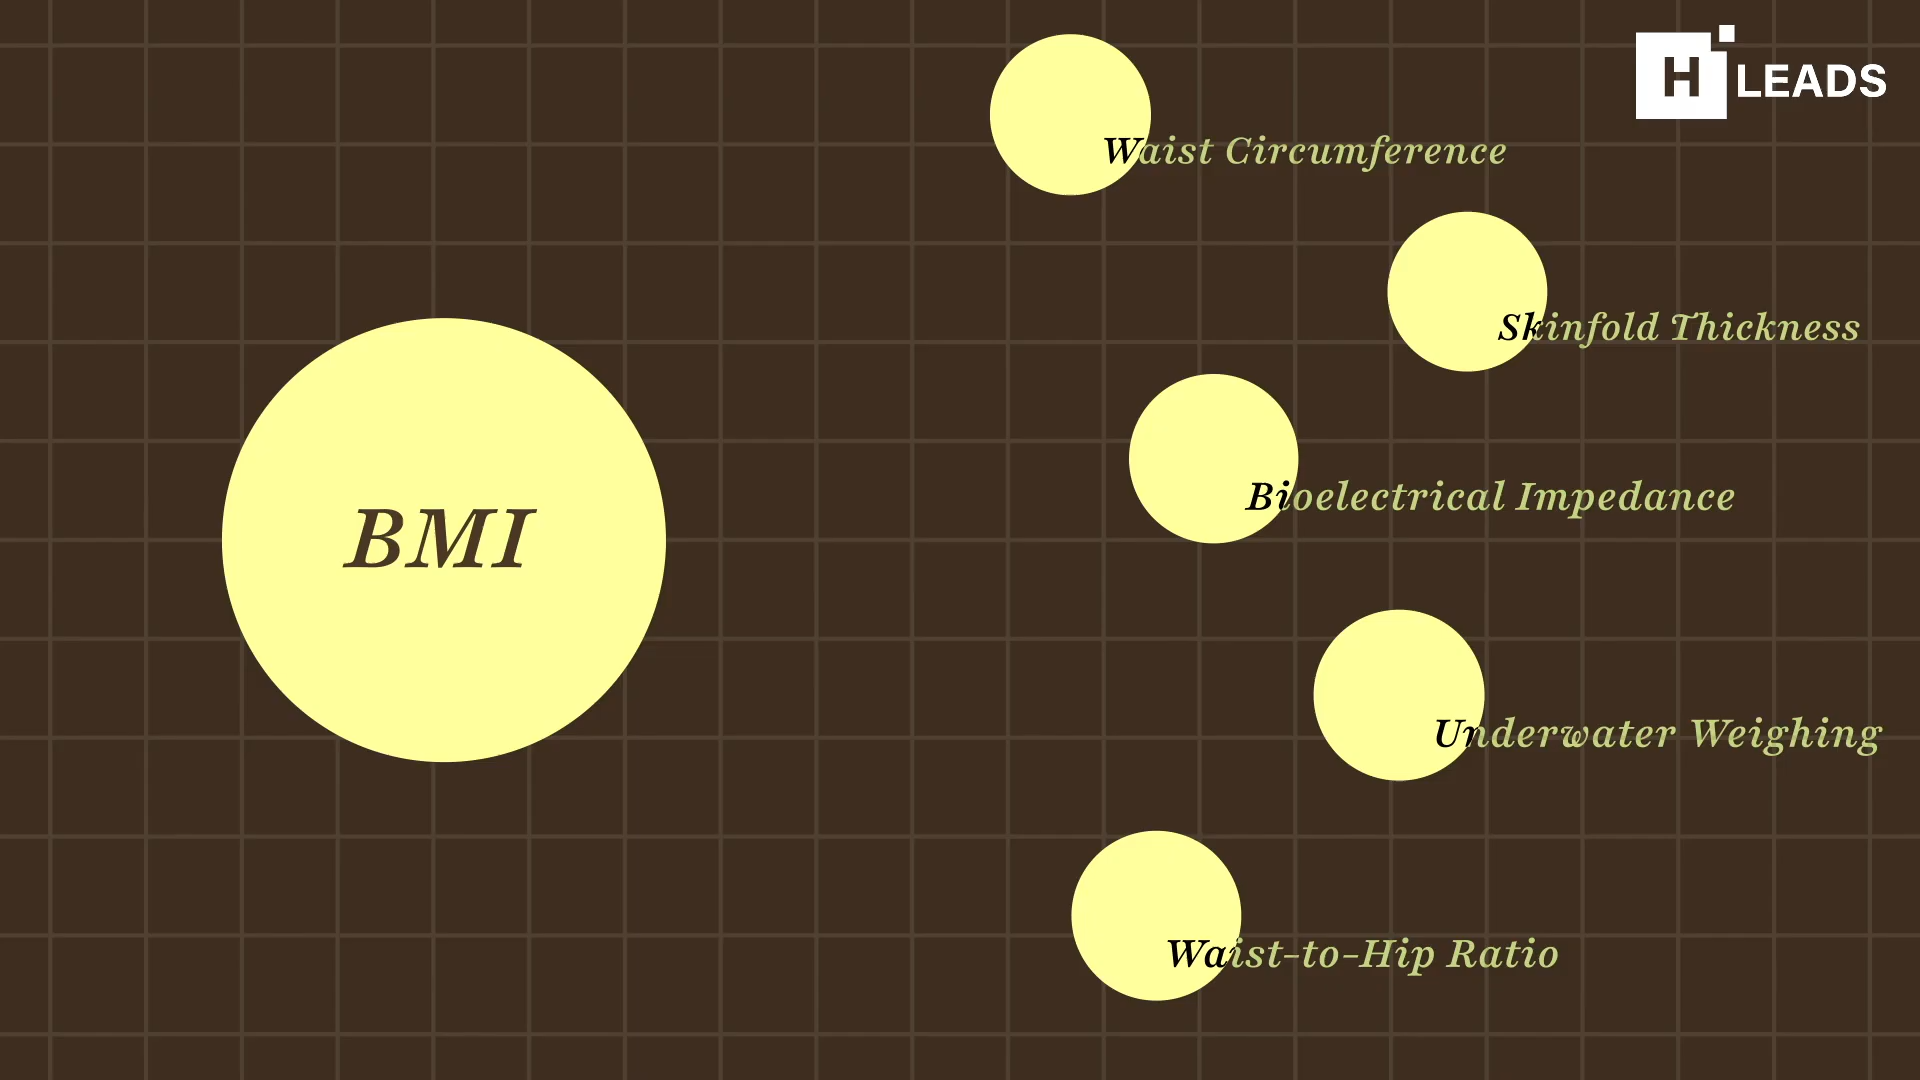 H LEADS
Waist Circumference
Skinfold Thickness
Bioelectrical Impedance
BMI
Underwater Weighing
Waist-to-Hip Ratio